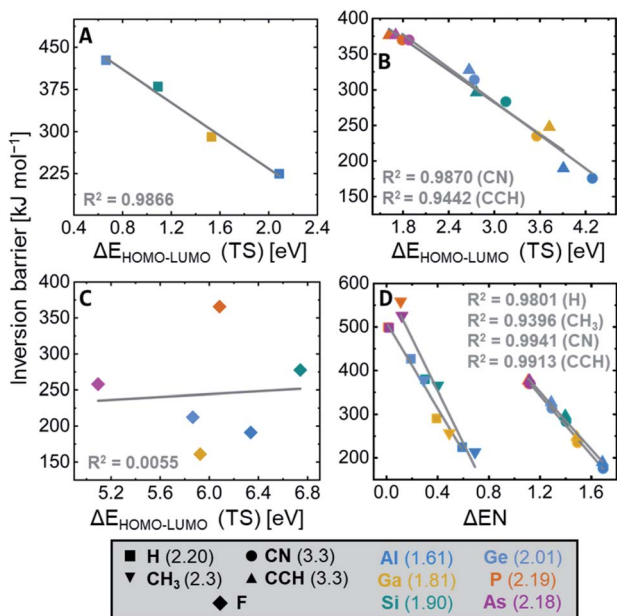 A
Inversion barrier [kJ mol⁻¹]
450
375
300
225
0.4 0.8 1.2 1.6 2.0 2.4
R² = 0.9866
ΔE_HOMO-LUMO (TS) [eV]
B
400
350
300
250
200
150
1.2 1.8 2.4 3.0 3.6 4.2
R² = 0.9870 (CN)
R² = 0.9442 (CCH)
ΔE_HOMO-LUMO (TS) [eV]
C
400
350
300
250
200
150
5.2 5.6 6.0 6.4 6.8
R² = 0.0055
ΔE_HOMO-LUMO (TS) [eV]
D
600
500
400
300
200
0.0 0.4 0.8 1.2 1.6
R² = 0.9801 (H)
R² = 0.9396 (CH₃)
R² = 0.9941 (CN)
R² = 0.9913 (CCH)
ΔEN
H (2.20) CN (3.3) Al (1.61) Ge (2.01)
CH₃ (2.3) CCH (3.3) Ga (1.81) P (2.19)
F Si (1.90) As (2.18)